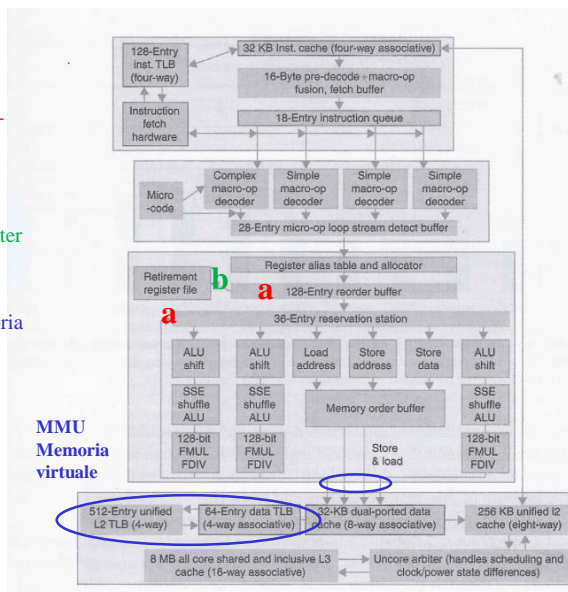 128-Entry
inst. TLB
(four-way)
32 KB Inst. cache (four-way associative)
16-Byte pre-decode+macro-op
fusion, fetch buffer
Instruction
fetch
hardware
18-Entry instruction queue
Micro
-code
Complex
macro-op
decoder
Simple
macro-op
decoder
Simple
macro-op
decoder
Simple
macro-op
decoder
28-Entry micro-op loop stream detect buffer
Register alias table and allocator
Retirement
register file
b
a
128-Entry reorder buffer
a
36-Entry reservation station
ALU
shift
ALU
shift
Load
address
Store
address
Store
data
ALU
shift
SSE
shuffle
ALU
SSE
shuffle
ALU
Memory order buffer
SSE
shuffle
ALU
128-bit
FMUL
FDIV
128-bit
FMUL
FDIV
Store
& load
128-bit
FMUL
FDIV
MMU
Memoria
virtuale
512-Entry unified
L2 TLB (4-way)
64-Entry data TLB
(4-way associative)
32-KB dual-ported data
cache (8-way associative)
256 KB unified l2
cache (eight-way)
8 MB all core shared and inclusive L3
cache (16-way associative)
Uncore arbiter (handles scheduling and
clock/power state differences)
ter
ria